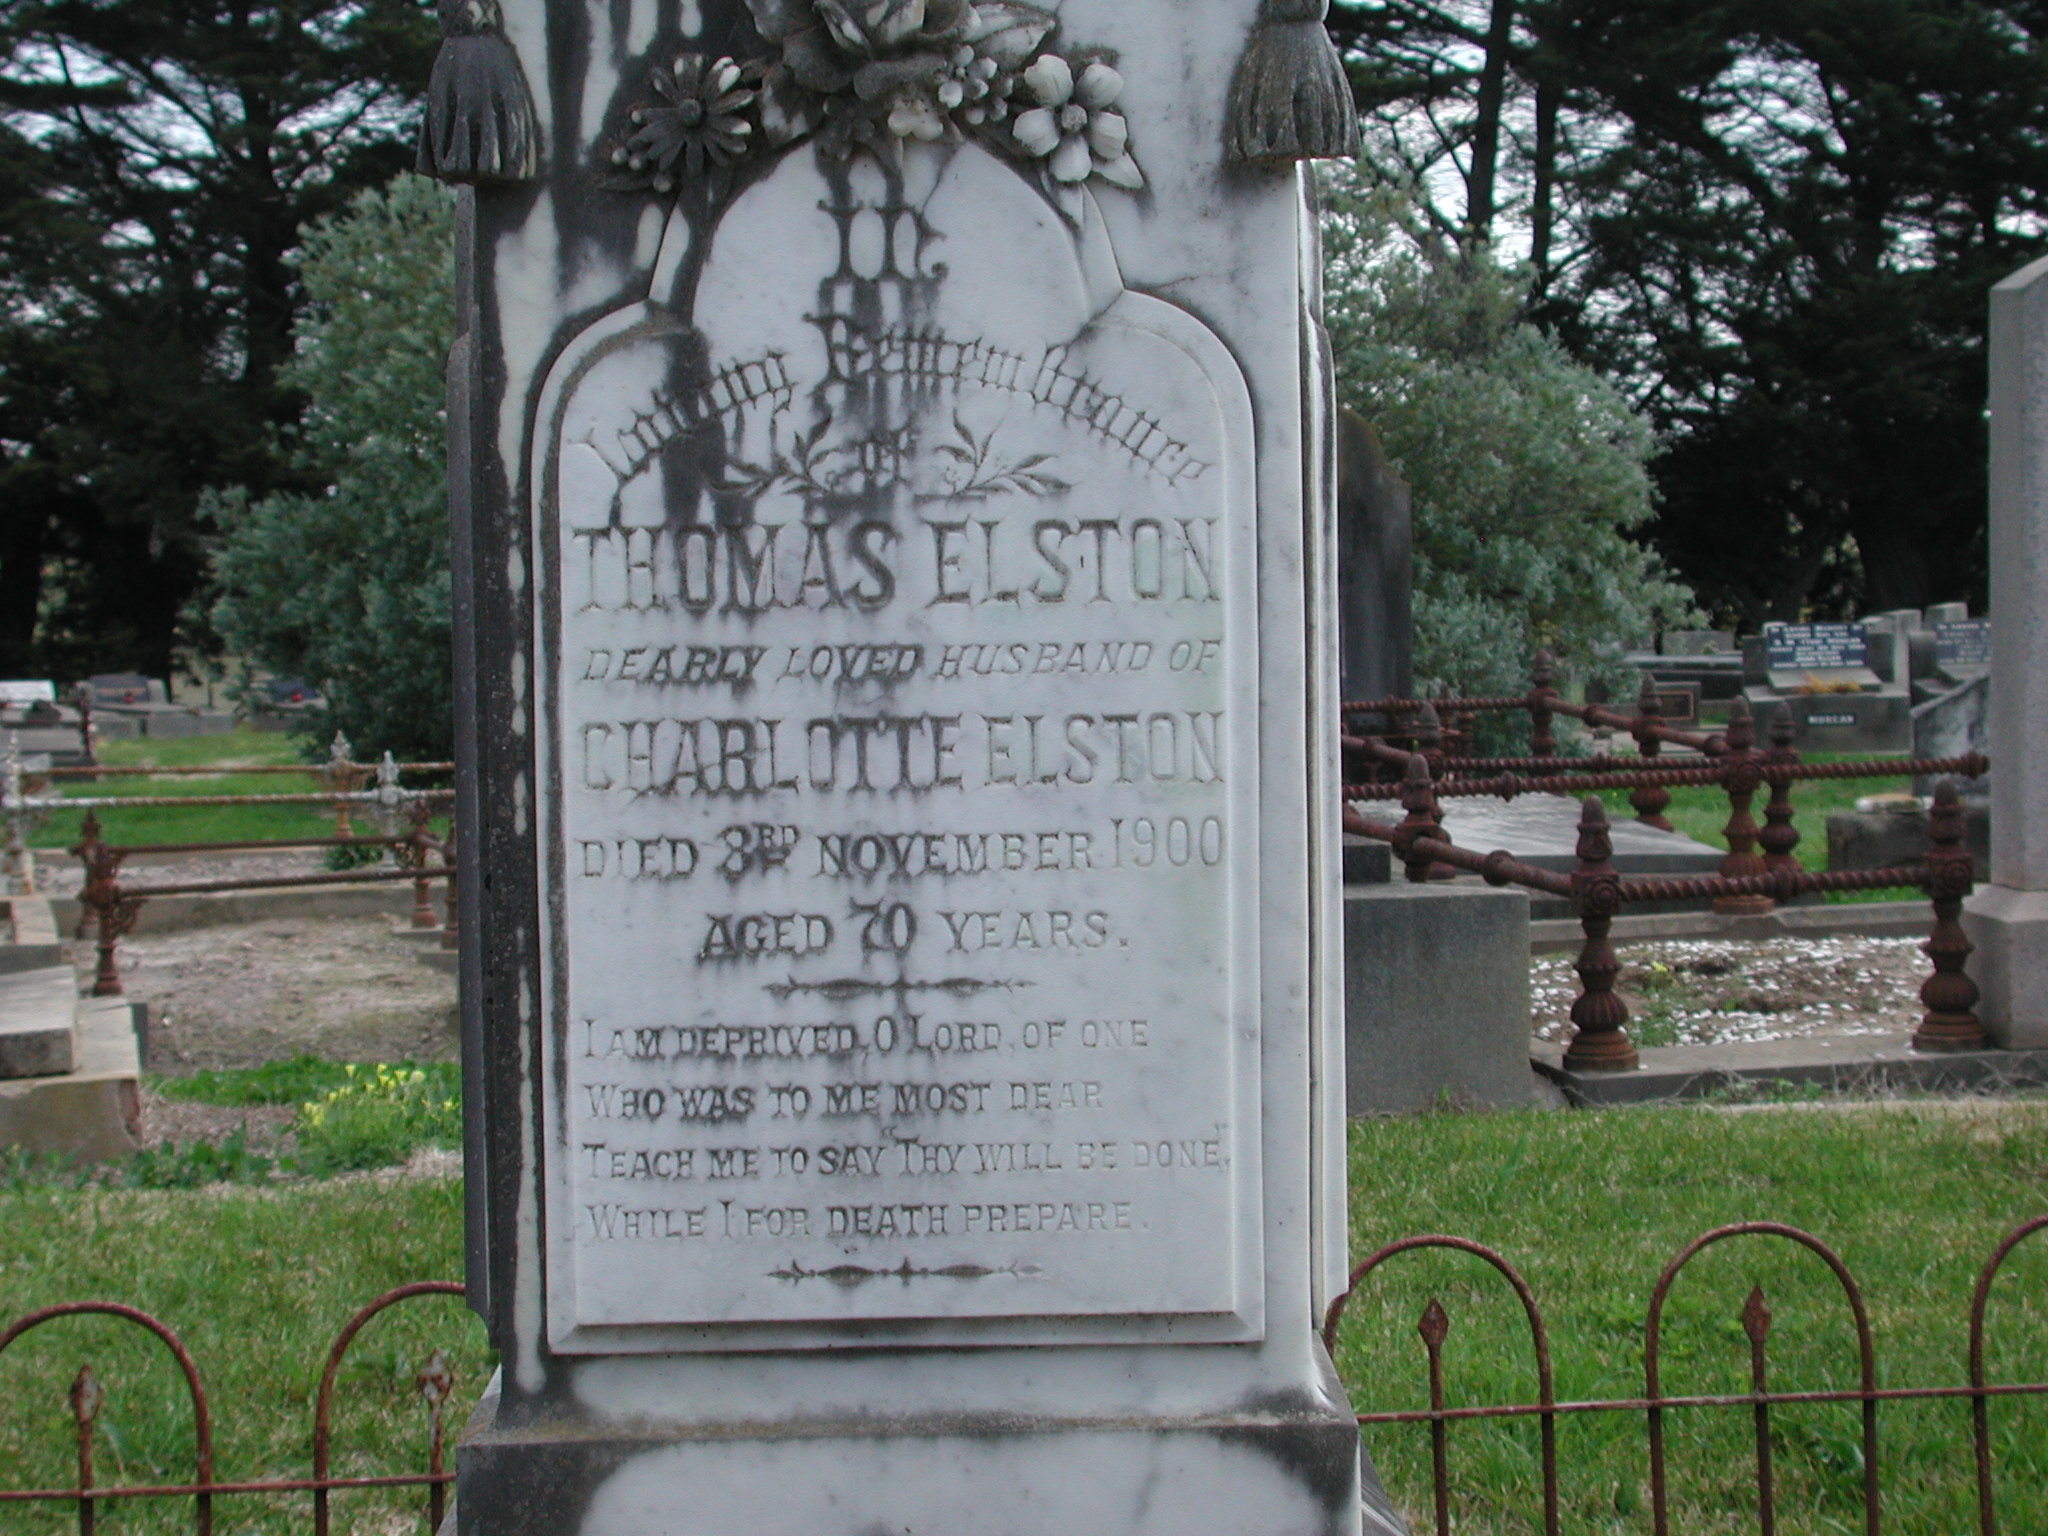 In
Loving Remembrance
of
THOMAS ELSTON
DEARLY LOVED HUSBAND OF
CHARLOTTE ELSTON
DIED 3RD NOVEMBER 1900
AGED 70 YEARS.
I AM DEPRIVED, O LORD, OF ONE
WHO WAS TO ME MOST DEAR
TEACH ME TO SAY "THY WILL BE DONE",
WHILE I FOR DEATH PREPARE.
MORGAN